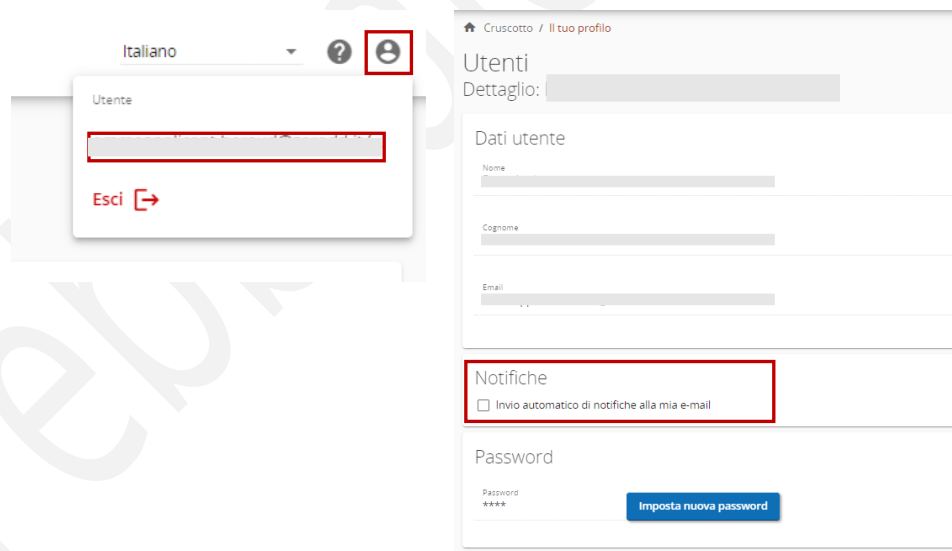 Italiano
Utente
Esci
Cruscotto / Il tuo profilo
Utenti
Dettaglio:
Dati utente
Nome
Cognome
Email
Notifiche
Invio automatico di notifiche alla mia e-mail
Password
Password
****
Imposta nuova password